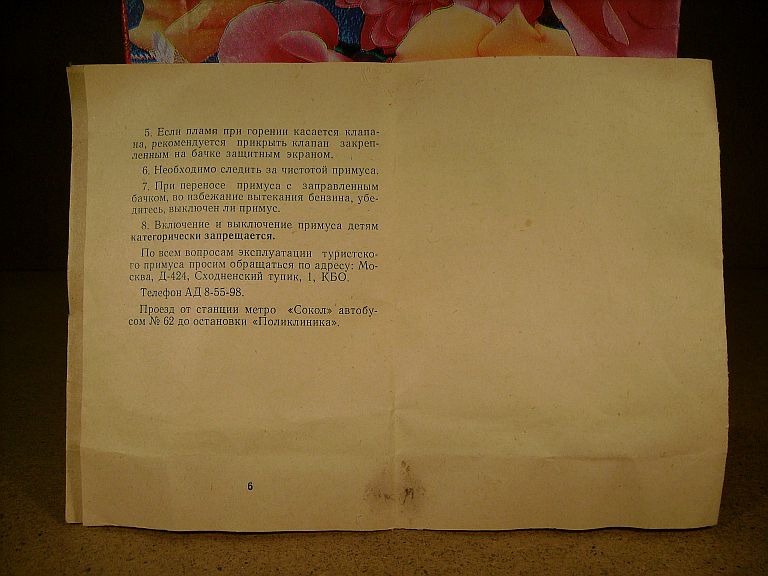 5. Если пламя при горении касается клапа-
на, рекомендуется прикрыть клапан закреп-
ленным на бачке защитным экраном.
6. Необходимо следить за чистотой примуса.
7. При переносе примуса с заправленным
бачком, во избежание вытекания бензина, убе-
дитесь, выключен ли примус.
8. Включение и выключение примуса детям
категорически запрещается.
По всем вопросам эксплуатации туристско-
го примуса просим обращаться по адресу: Мо-
сква, Д-424, Сходненский тупик, 1, КБО.
Телефон АД 8-55-98.
Проезд от станции метро «Сокол» автобу-
сом № 62 до остановки «Поликлиника».
6